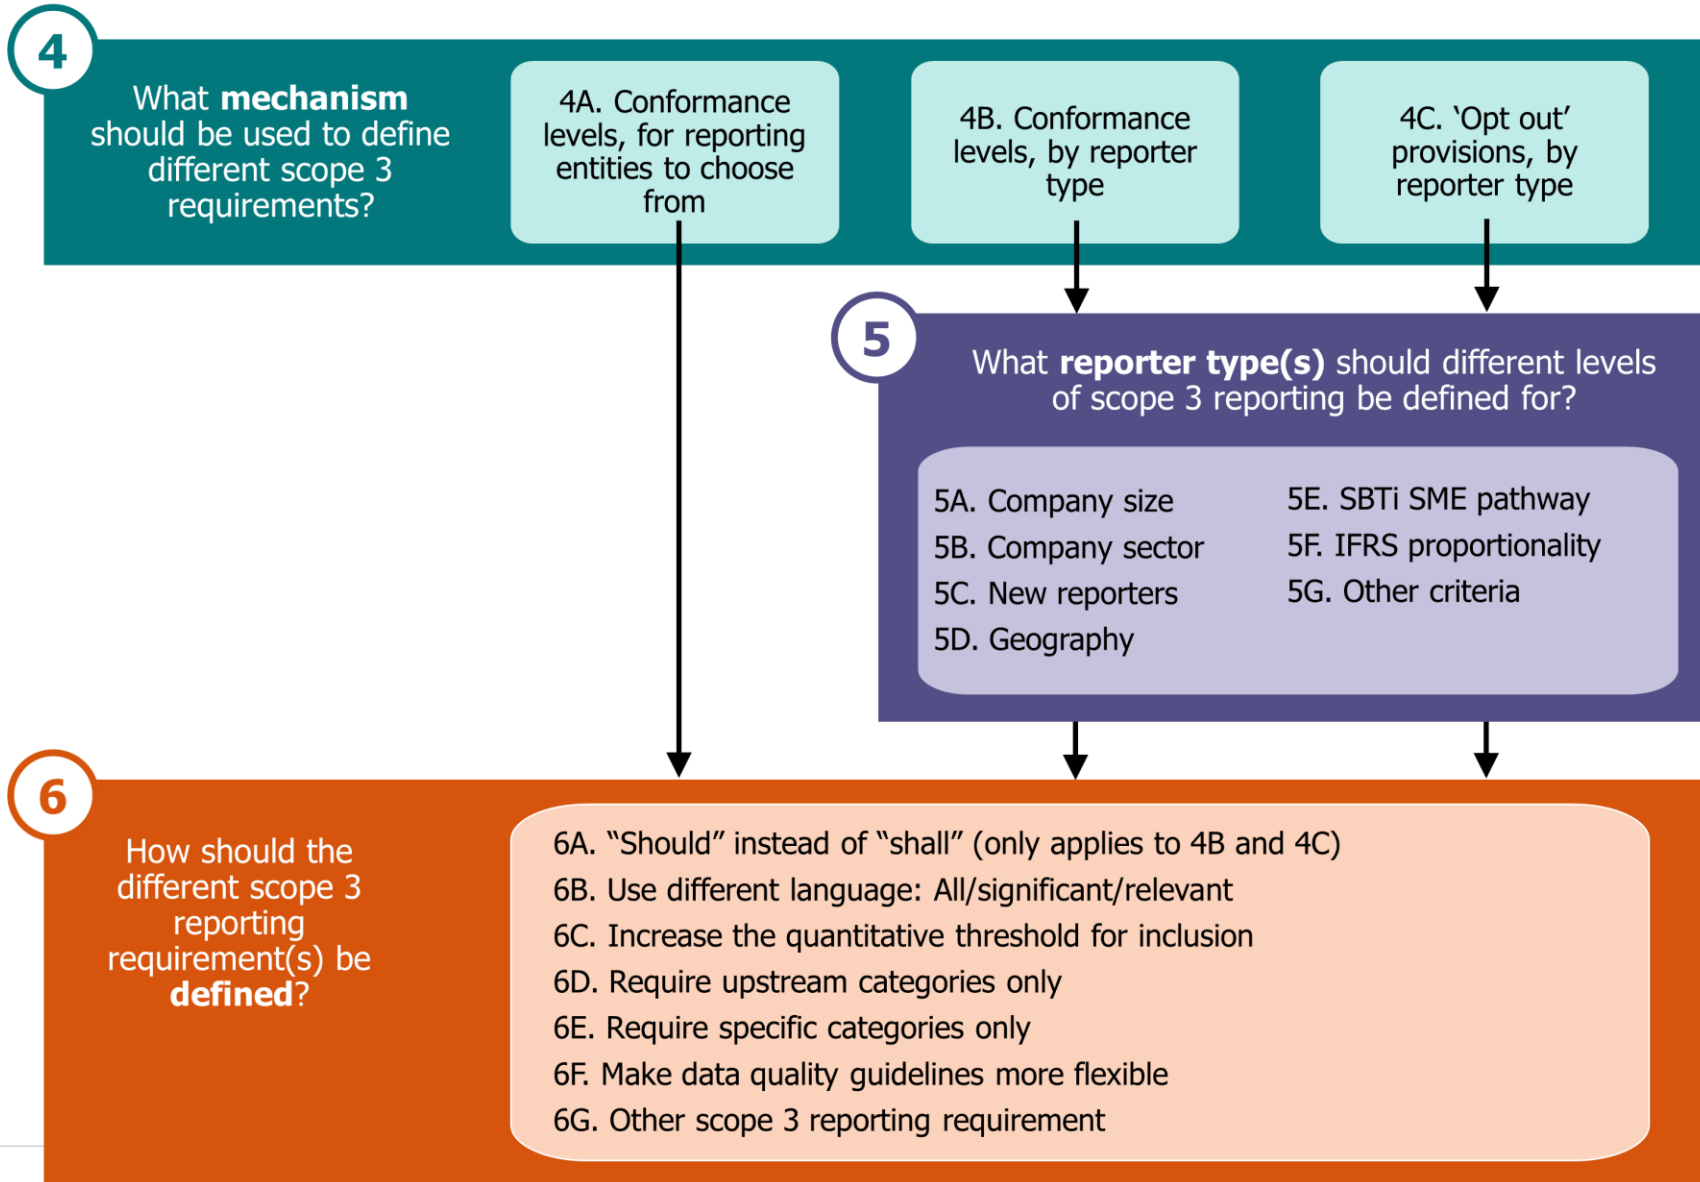 4
What mechanism
should be used to define
different scope 3
requirements?
4A. Conformance
levels, for reporting
entities to choose
from
4B. Conformance
levels, by reporter
type
4C. ‘Opt out’
provisions, by
reporter type
5
What reporter type(s) should different levels
of scope 3 reporting be defined for?
5A. Company size
5B. Company sector
5C. New reporters
5D. Geography
5E. SBTi SME pathway
5F. IFRS proportionality
5G. Other criteria
6
How should the
different scope 3
reporting
requirement(s) be
defined?
6A. “Should” instead of “shall” (only applies to 4B and 4C)
6B. Use different language: All/significant/relevant
6C. Increase the quantitative threshold for inclusion
6D. Require upstream categories only
6E. Require specific categories only
6F. Make data quality guidelines more flexible
6G. Other scope 3 reporting requirement